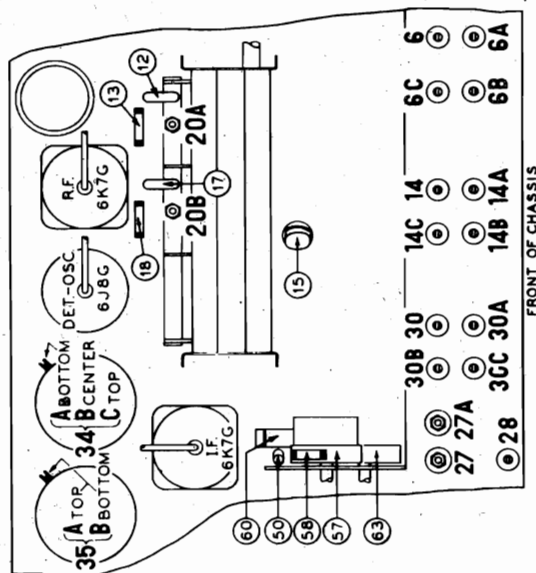 12
13
R.F.
6K7G
20A
17
20B
18
DET.-OSC.
6J8G
15
34 { A BOTTOM
B CENTER
C TOP
35 { A TOP
B BOTTOM
I.F.
6K7G
60
50
58
57
63
6
6A
6C
6B
14
14A
14C
14B
30
30A
30B
30C
27
27A
28
FRONT OF CHASSIS